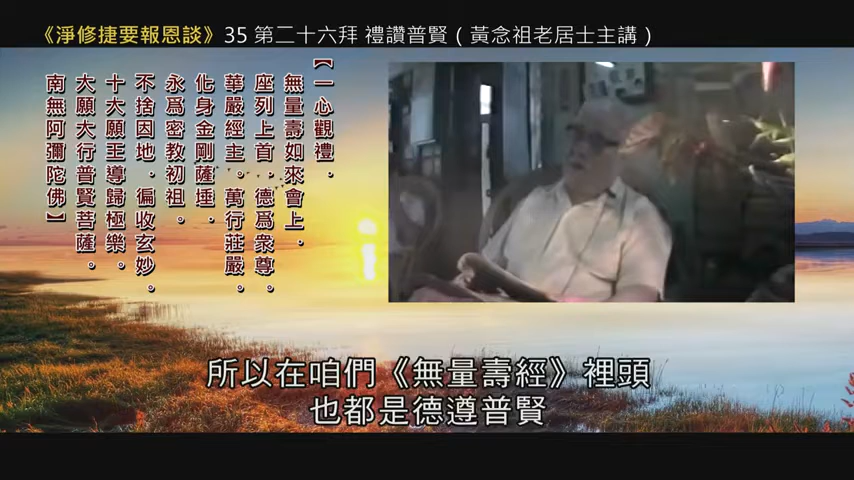 《淨修捷要報恩談》35 第二十六拜 禮讚普賢（黃念祖老居士主講）
【一心觀禮．
無量壽如來會上．
座列上首．德為眾尊。
華嚴經主。萬行莊嚴。
化身金剛薩埵．
永為密教初祖。
不捨因地．徧收玄妙。
十大願王導歸極樂。
大願大行普賢菩薩。
南無阿彌陀佛】
所以在咱們《無量壽經》裡頭
也都是德遵普賢